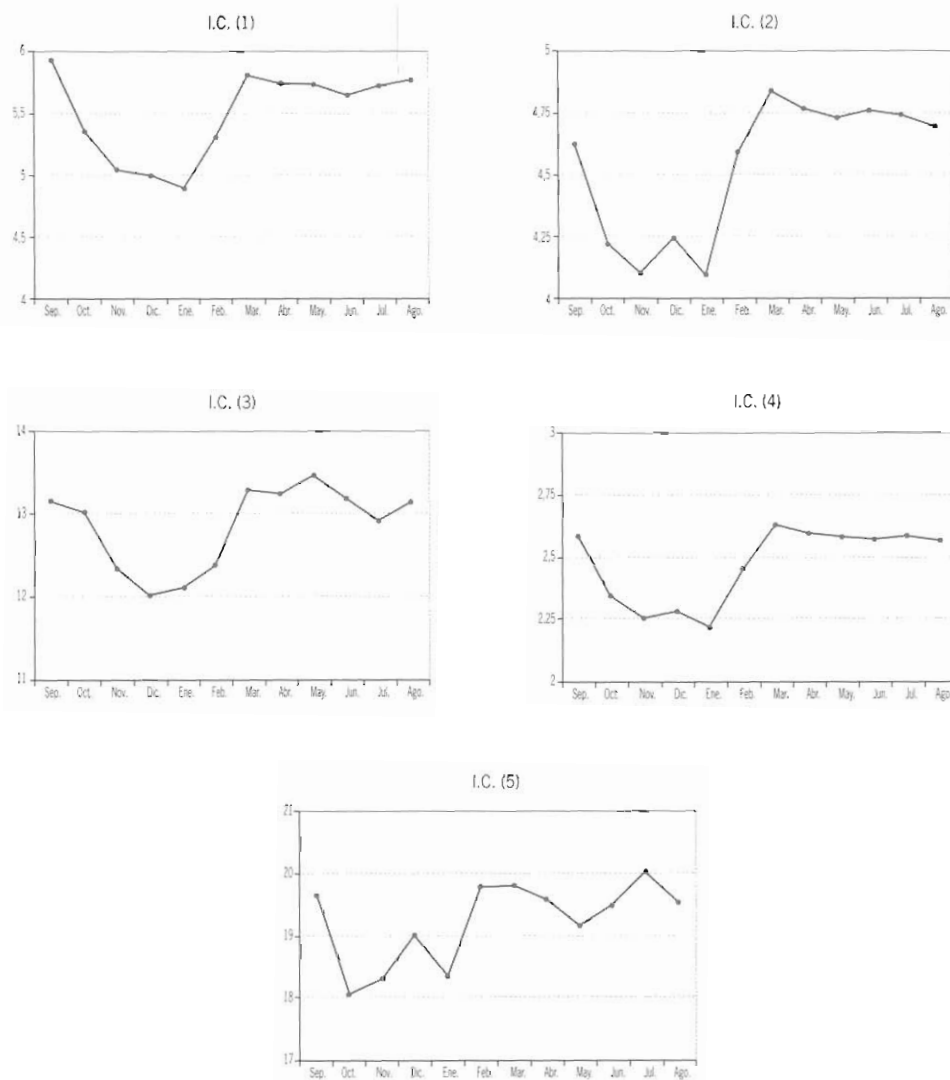 I.C. (1)
6
5,5
5
4,5
4
Sep. Oct. Nov. Dic. Ene. Feb. Mar. Abr. May. Jun. Jul. Ago.
I.C. (2)
5
4,75
4,5
4,25
4
Sep. Oct. Nov. Dic. Ene. Feb. Mar. Abr. May. Jun. Jul. Ago.
I.C. (3)
14
13
12
11
Sep. Oct. Nov. Dic. Ene. Feb. Mar. Abr. May. Jun. Jul. Ago.
I.C. (4)
3
2,75
2,5
2,25
2
Sep. Oct. Nov. Dic. Ene. Feb. Mar. Abr. May. Jun. Jul. Ago.
I.C. (5)
21
20
19
18
17
Sep. Oct. Nov. Dic. Ene. Feb. Mar. Abr. May. Jun. Jul. Ago.